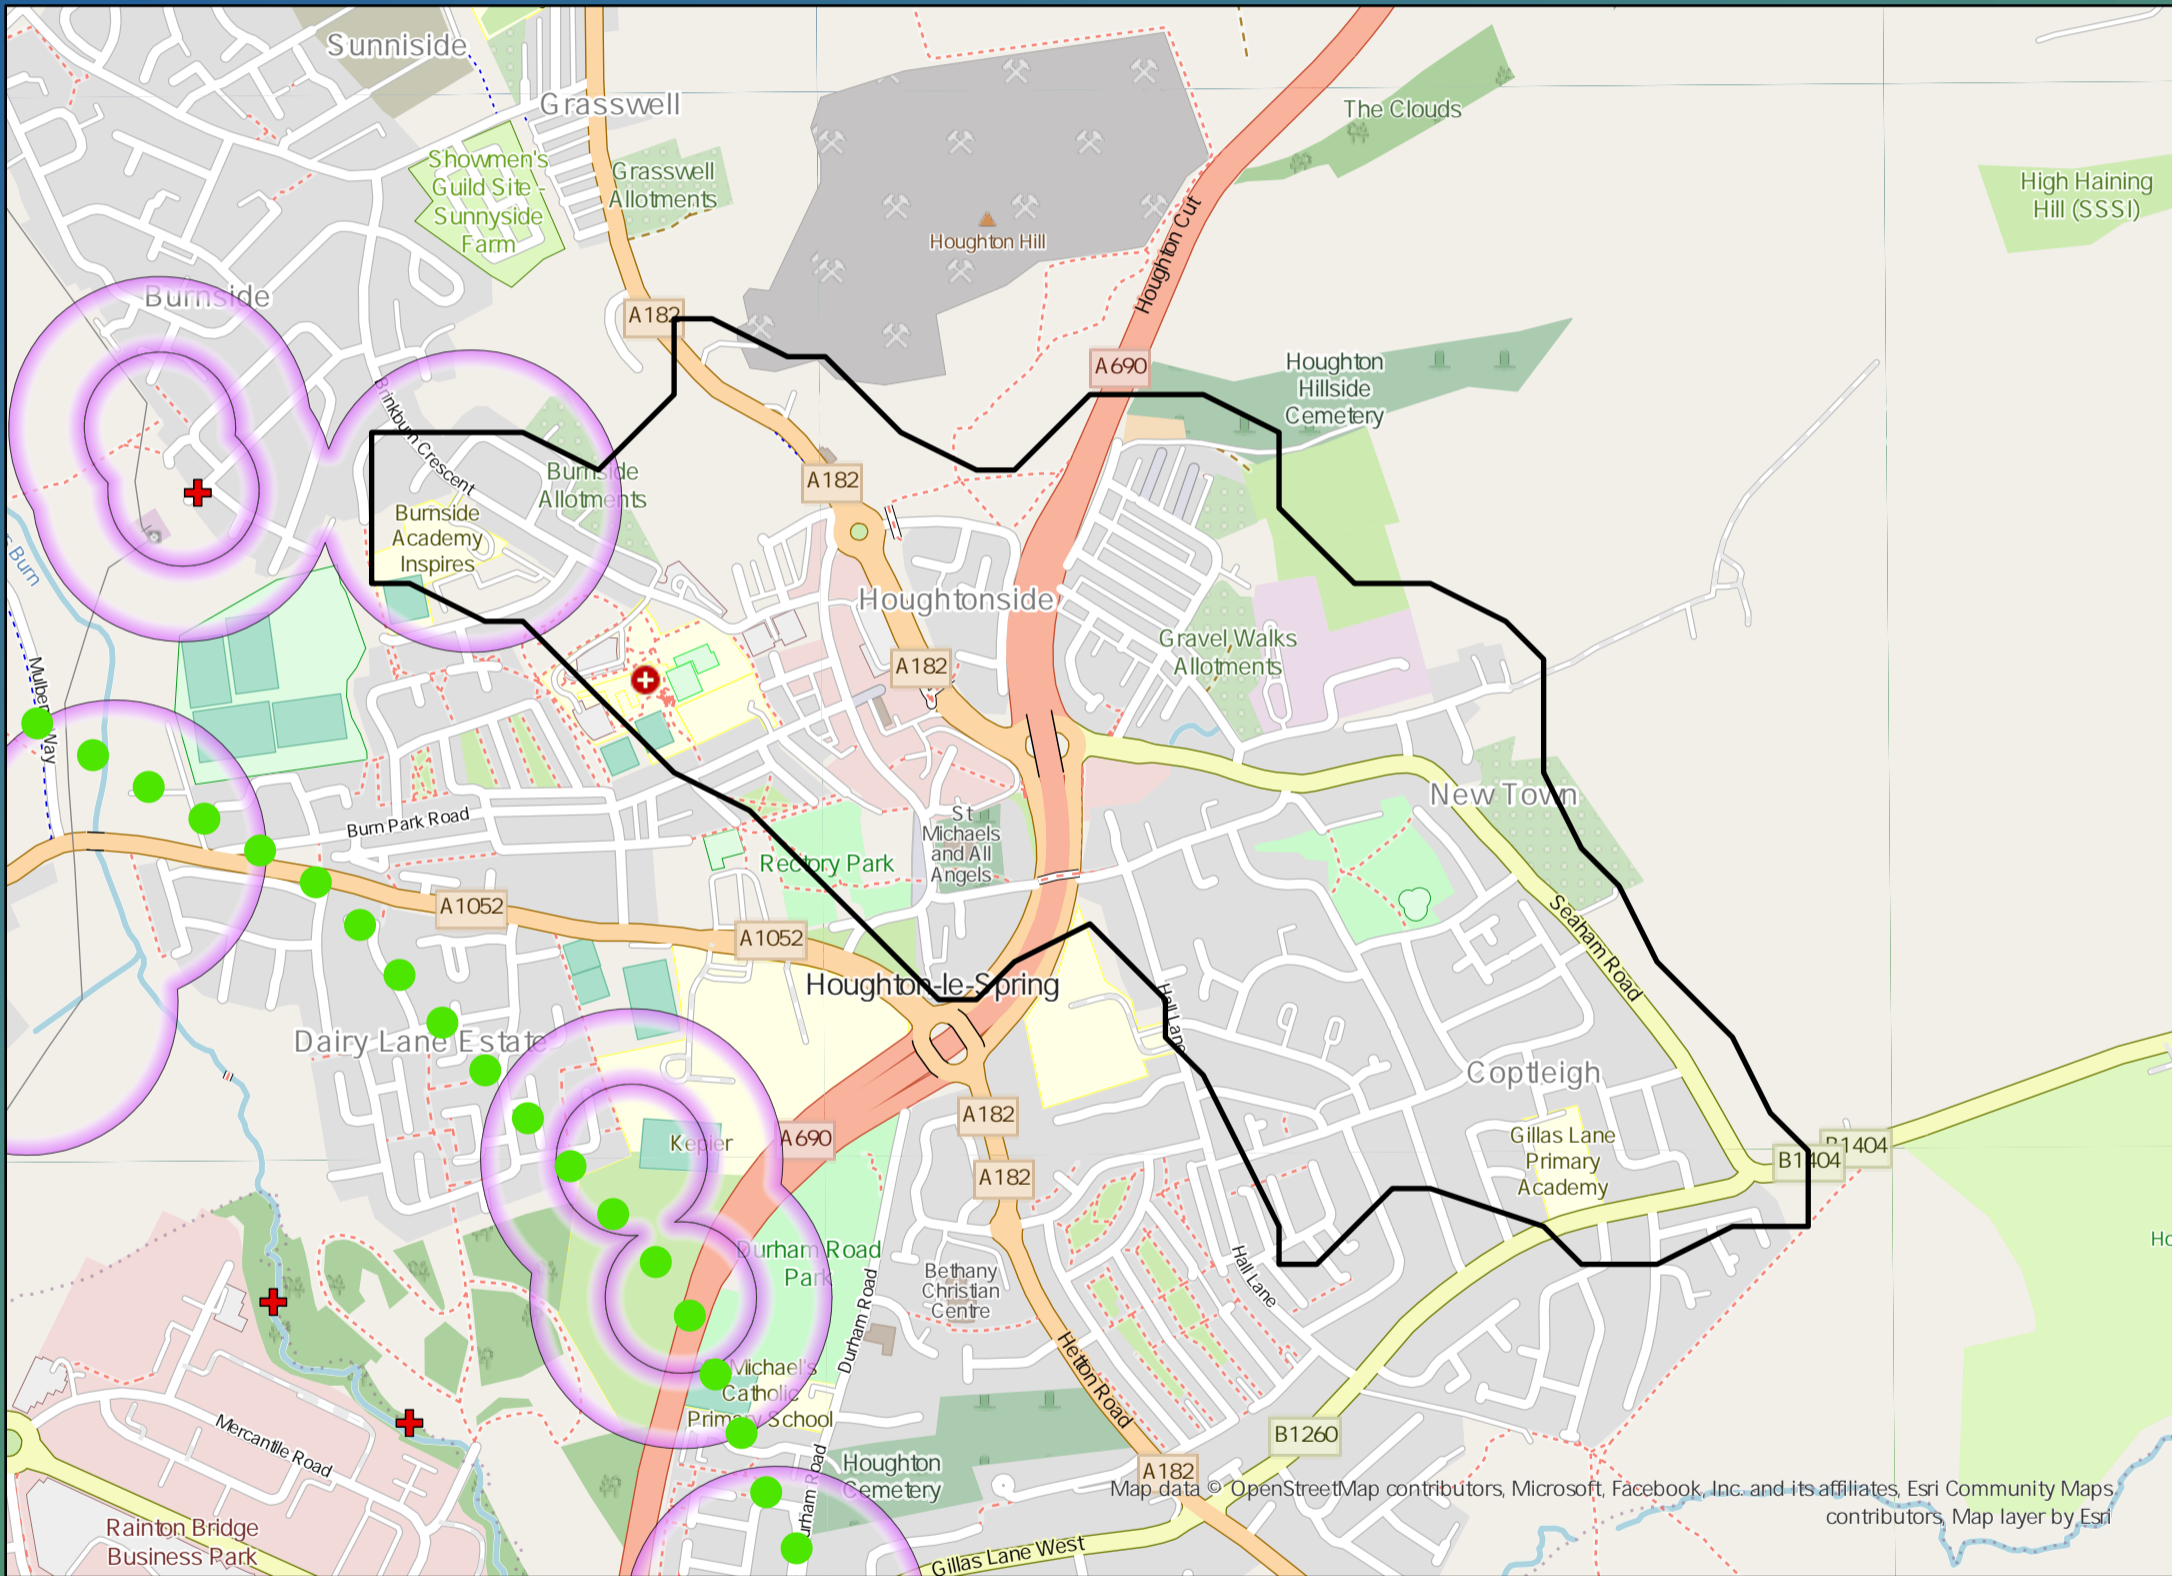 Sunniside
Grasswell
The Clouds
Showmen's
Guild Site -
Sunnyside
Farm
Grasswell
Allotments
High Haining
Hill (SSSI)
Houghton Hill
Houghton Cut
Burnside
A182
A690
Houghton
Hillside
Cemetery
Brinkburn Crescent
Burnside
Allotments
A182
Burnside
Academy
Inspires
Burn
Houghtonside
Gravel Walks
Allotments
A182
Mulberry Way
New Town
Burn Park Road
St
Michaels
and All
Angels
Rectory Park
A1052
A1052
Seaham Road
Houghton-le-Spring
Hall Lane
Dairy Lane Estate
Coptleigh
A182
Kepier
A690
Gillas Lane
Primary
Academy
B1404
B1404
A182
Durham Road
Park
Hall Lane
Bethany
Christian
Centre
Durham Road
Michael's
Catholic
Primary School
Hetton Road
Mercantile Road
B1260
Houghton
Cemetery
A182
Durham Road
Map data © OpenStreetMap contributors, Microsoft, Facebook, Inc. and its affiliates, Esri Community Maps
contributors, Map layer by Esri
Rainton Bridge
Business Park
Gillas Lane West